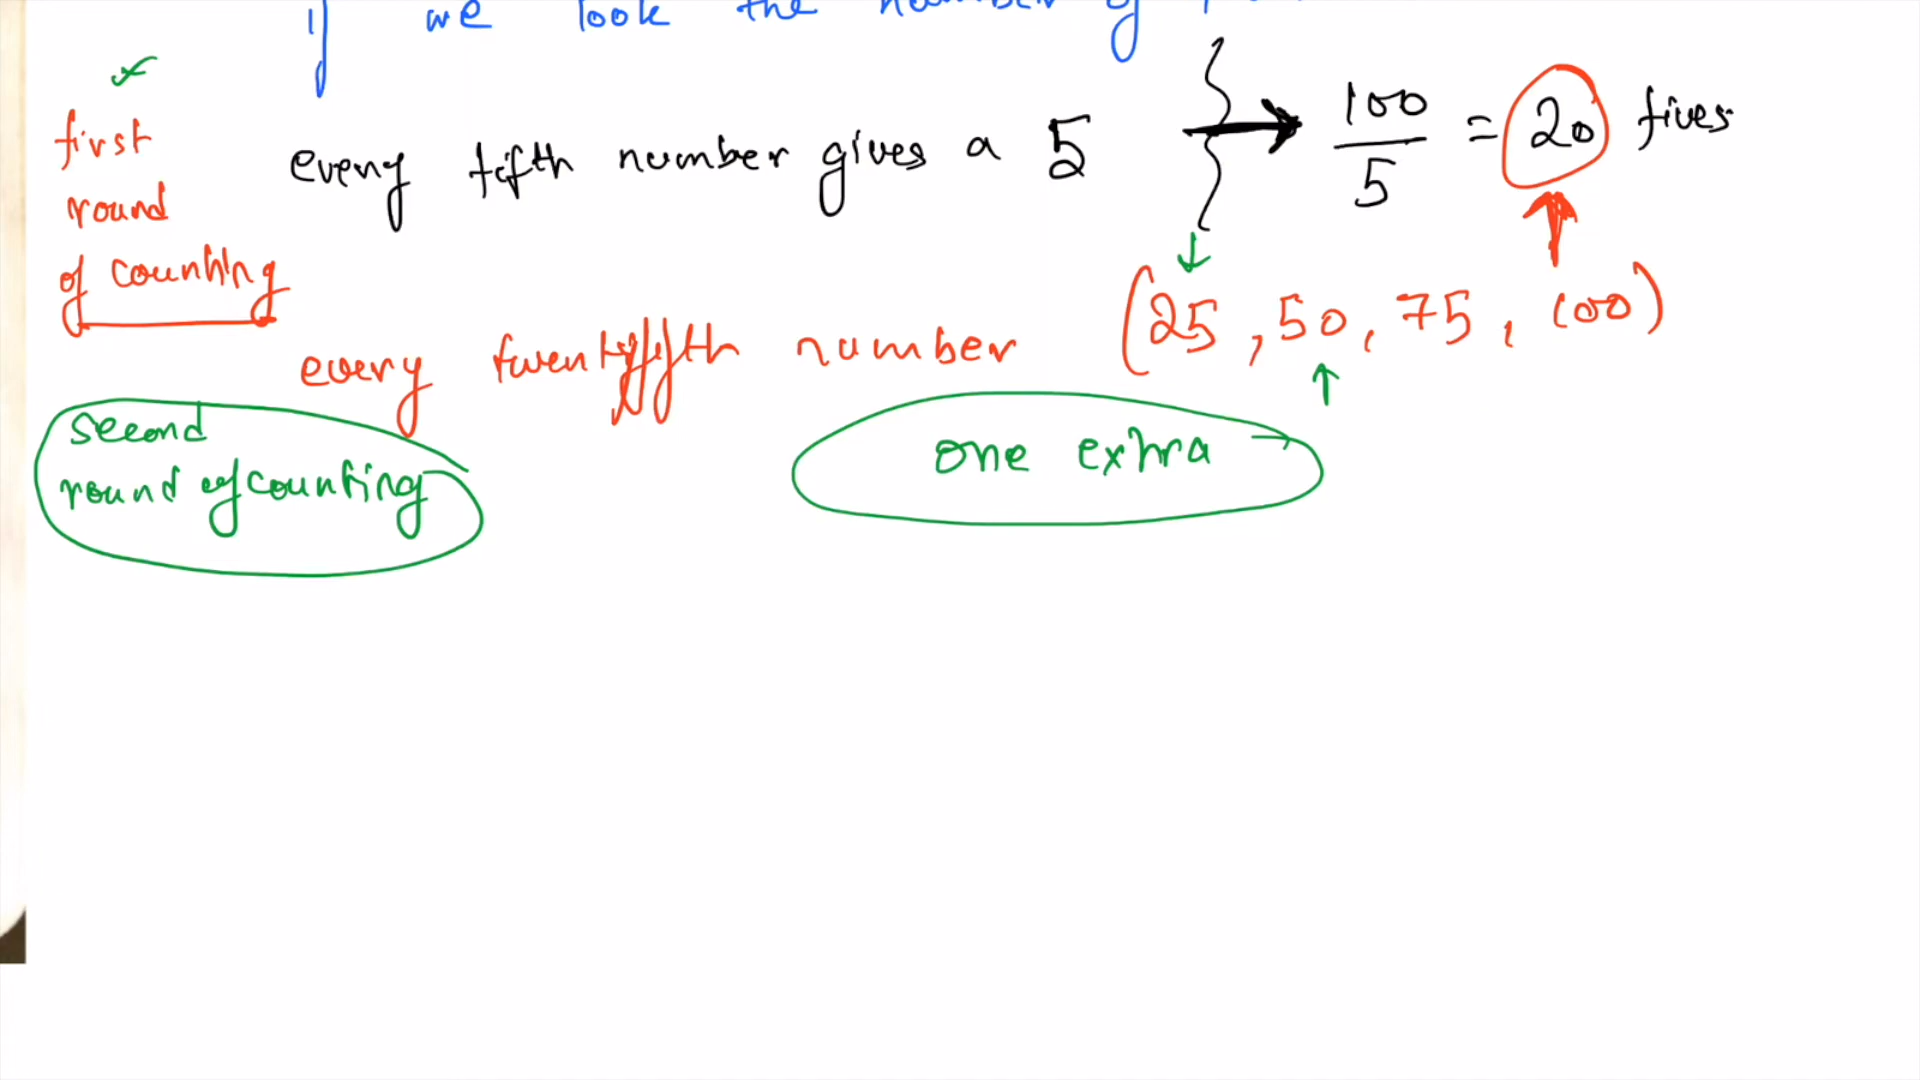 if we look the number of
every fifth number gives a 5 → 100/5 = 20 fives
first
round
of counting
every twentyfifth number (25, 50, 75, 100)
second
round of counting
one extra